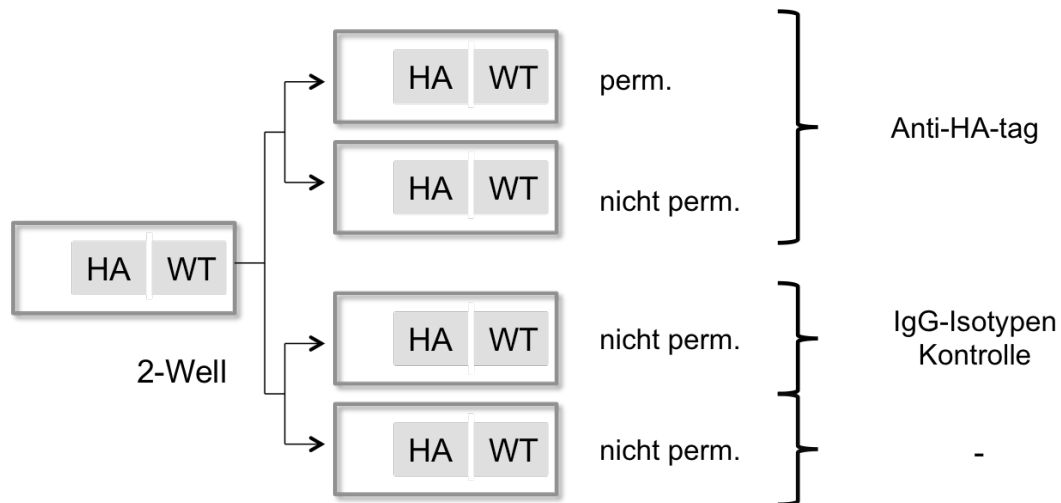 HA WT
perm.
Anti-HA-tag
HA WT
nicht perm.
HA WT
2-Well
HA WT
nicht perm.
IgG-Isotypen
Kontrolle
HA WT
nicht perm.
-